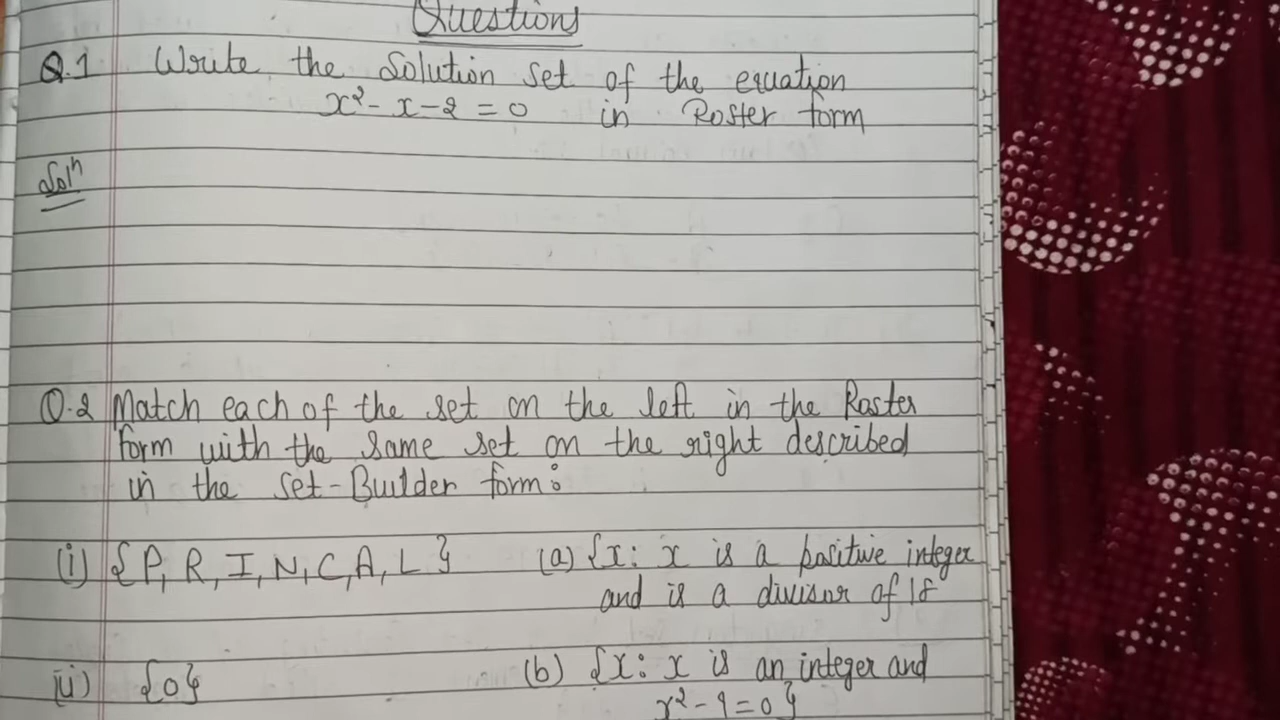 Questions
Q.1 Write the Solution set of the equation
x² - x - 2 = 0 in Roster form
Solⁿ
Q.2 Match each of the set on the left in the Roster
form with the same set on the right described
in the set-Builder form:
(i) {P, R, I, N, C, A, L} (a) {x: x is a positive integer
and is a divisor of 18
(ii) {0} (b) {x: x is an integer and
x² - 9 = 0}